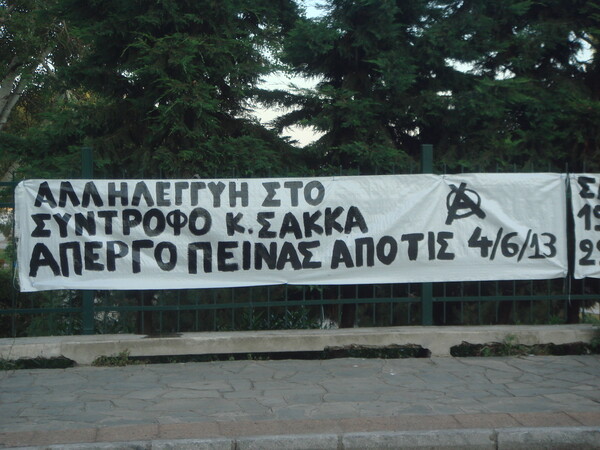 ΑΛΛΗΛΕΓΓΥΗ ΣΤΟ
ΣΥΝΤΡΟΦΟ Κ.ΣΑΚΚΑ
ΑΠΕΡΓΟ ΠΕΙΝΑΣ ΑΠΟ ΤΙΣ 4/6/13